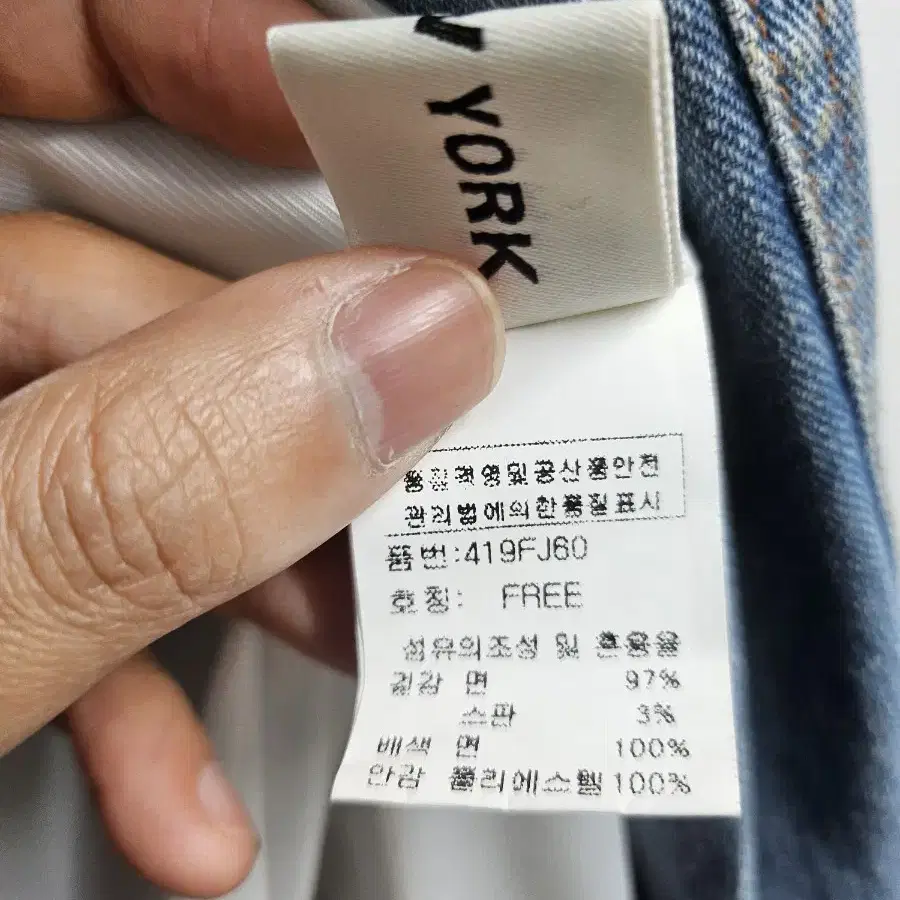 YORK
품질경영및공산품안전
관리법에의한품질표시
품번:419FJ60
호칭: FREE
섬유의조성 및 혼용율
겉감 면 97%
스판 3%
배색 면 100%
안감 폴리에스텔 100%